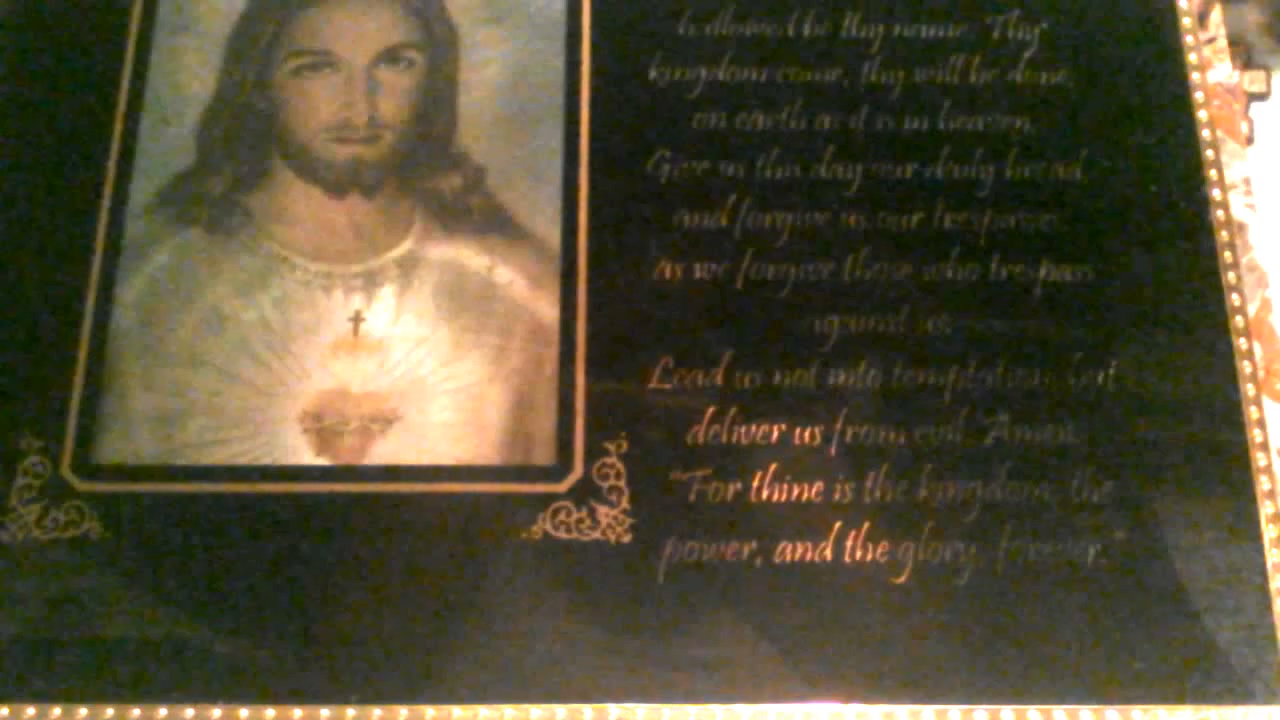 hallowed be thy name. Thy
kingdom come, thy will be done,
on earth as it is in heaven.
Give us this day our daily bread,
and forgive us our trespasses
as we forgive those who trespass
against us.
Lead us not into temptation, but
deliver us from evil. Amen.
"For thine is the kingdom, the
power, and the glory, forever."